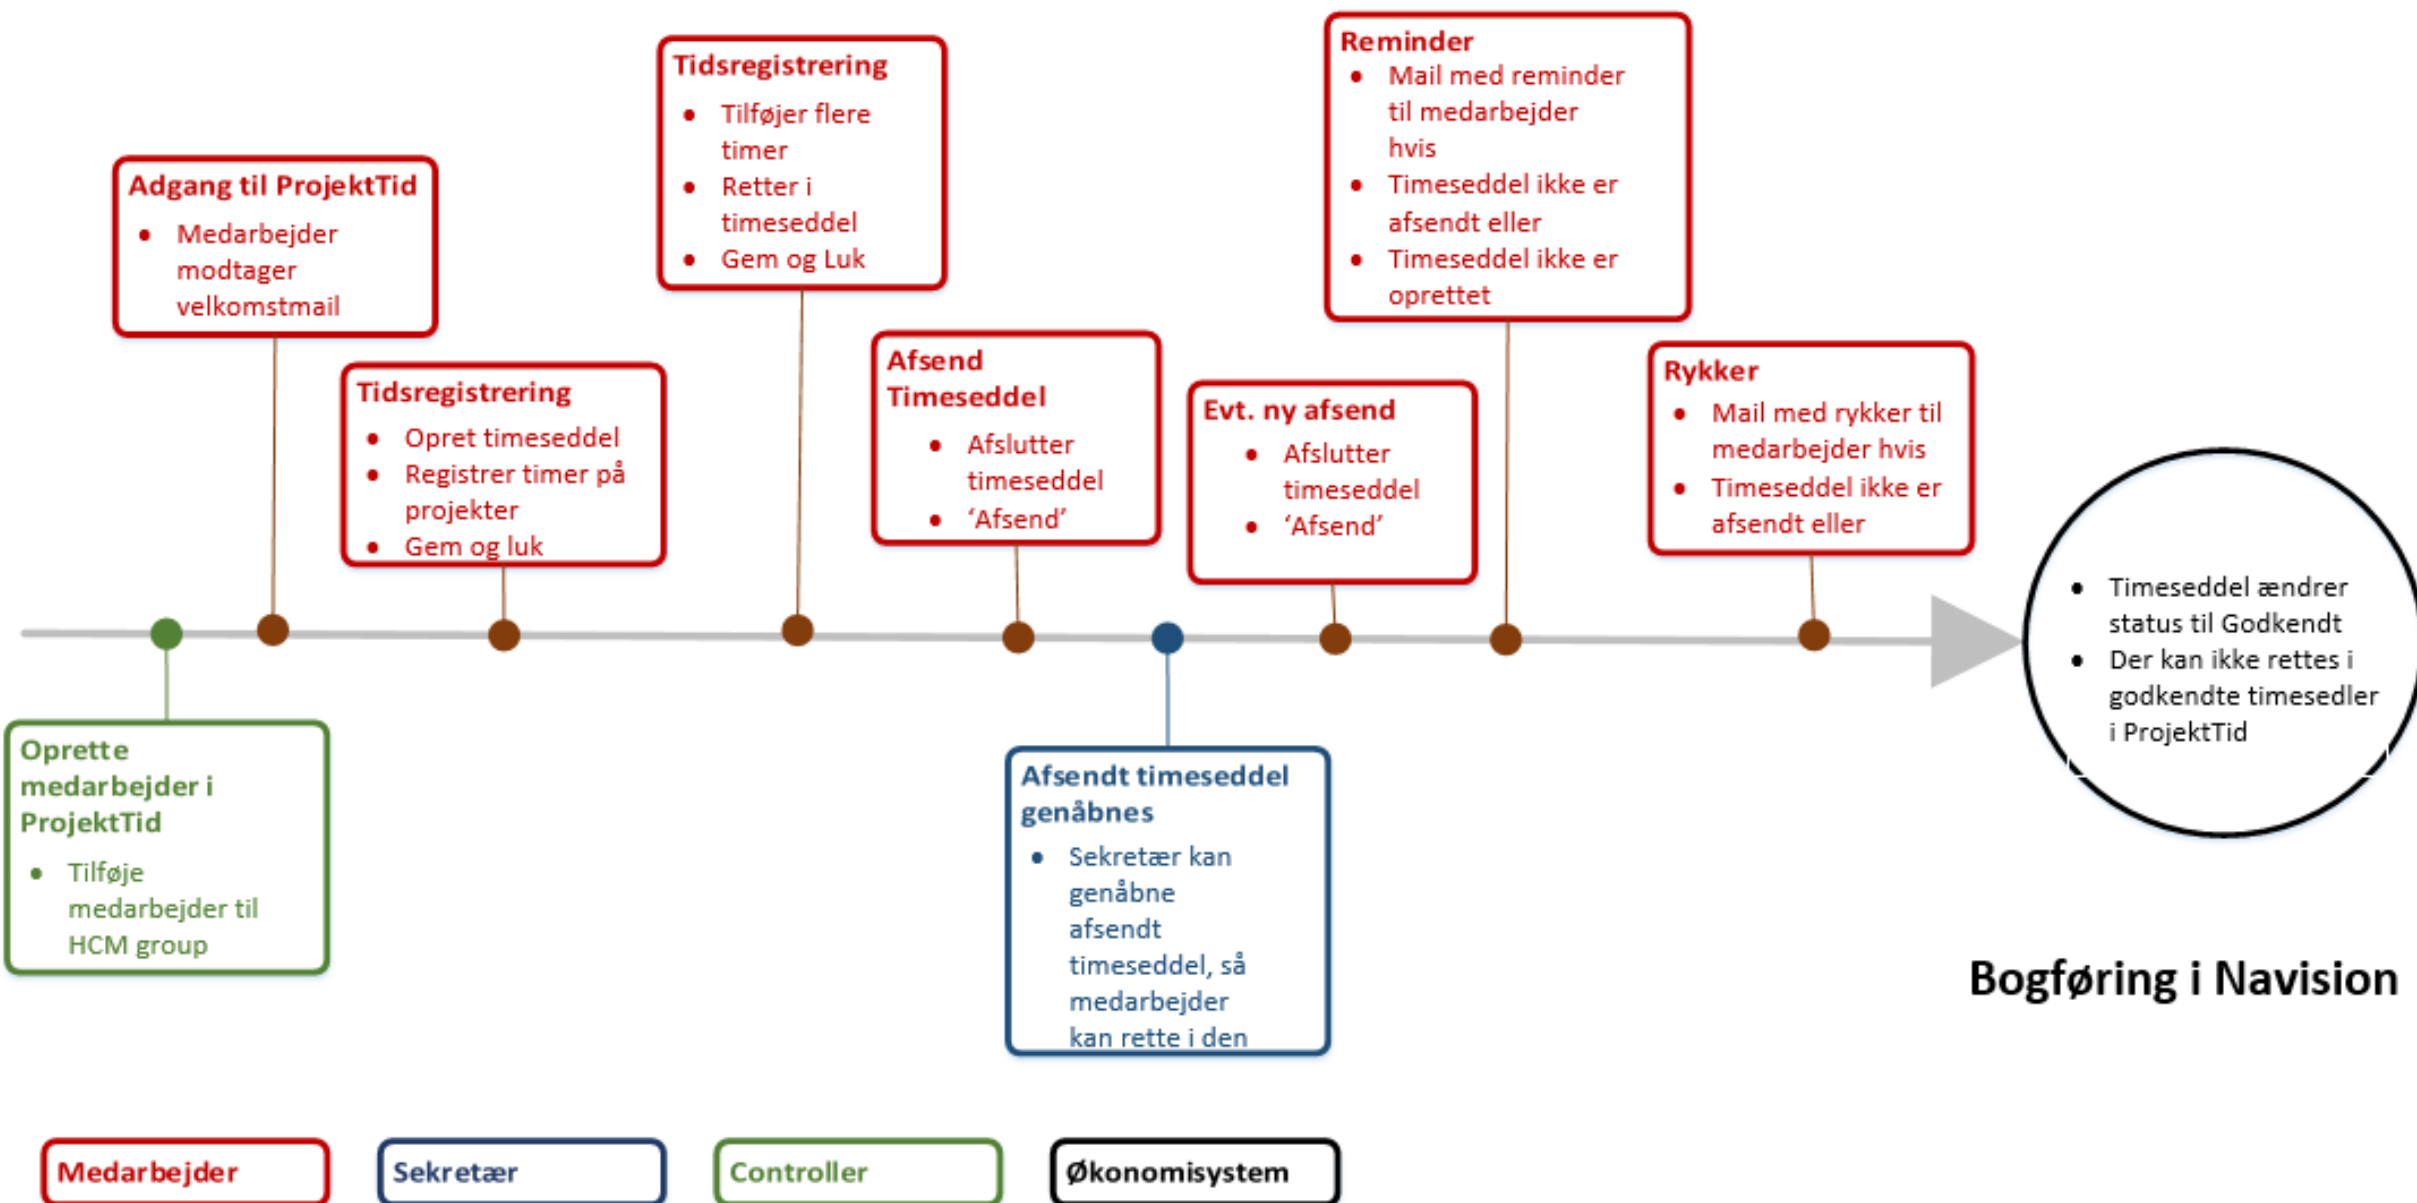 Adgang til ProjektTid
• Medarbejder
modtager
velkomstmail
Tidsregistrering
• Opret timeseddel
• Registrer timer på
projekter
• Gem og luk
Tidsregistrering
• Tilføjer flere
timer
• Retter i
timeseddel
• Gem og Luk
Afsend
Timeseddel
• Afslutter
timeseddel
• ‘Afsend’
Evt. ny afsend
• Afslutter
timeseddel
• ‘Afsend’
Reminder
• Mail med reminder
til medarbejder
hvis
• Timeseddel ikke er
afsendt eller
• Timeseddel ikke er
oprettet
Rykker
• Mail med rykker til
medarbejder hvis
• Timeseddel ikke er
afsendt eller
• Timeseddel ændrer
status til Godkendt
• Der kan ikke rettes i
godkendte timesedler
i ProjektTid
Oprette
medarbejder i
ProjektTid
• Tilføje
medarbejder til
HCM group
Afsendt timeseddel
genåbnes
• Sekretær kan
genåbne
afsendt
timeseddel, så
medarbejder
kan rette i den
Bogføring i Navision
Medarbejder
Sekretær
Controller
Økonomisystem